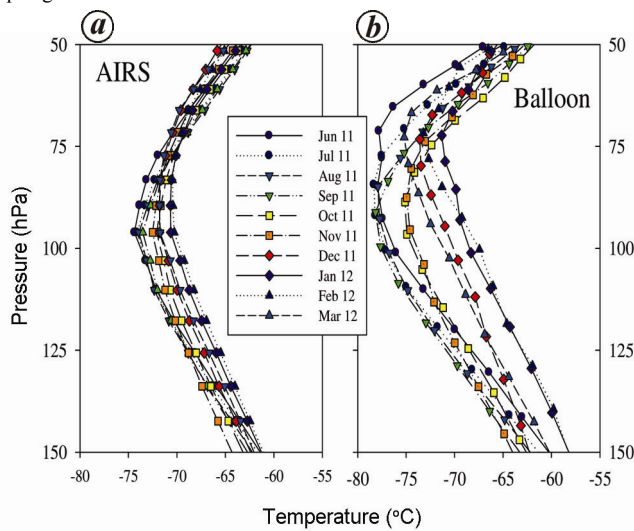 a
b
50
50
AIRS
Balloon
75
75
Jun 11
Jul 11
Aug 11
Sep 11
Oct 11
Nov 11
Dec 11
Jan 12
Feb 12
Mar 12
Pressure (hPa)
100
100
125
125
150
150
-80 -75 -70 -65 -60 -55
-80 -75 -70 -65 -60 -55
Temperature (°C)